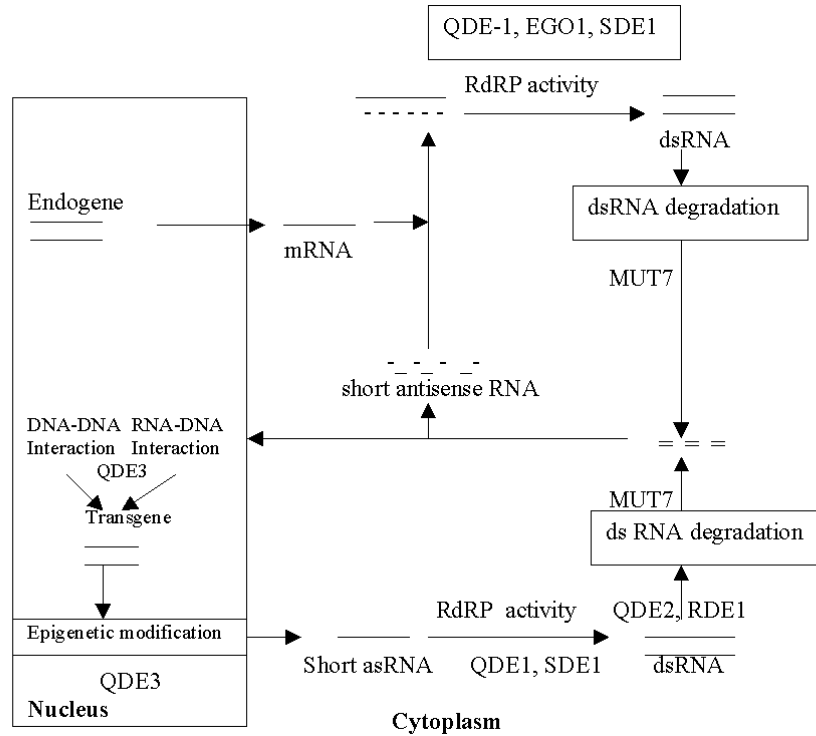 QDE-1, EGO1, SDE1
RdRP activity
dsRNA
Endogene
mRNA
dsRNA degradation
MUT7
short antisense RNA
DNA-DNA
Interaction
RNA-DNA
Interaction
QDE3
Transgene
MUT7
ds RNA degradation
Epigenetic modification
RdRP activity
QDE2, RDE1
Short asRNA
QDE1, SDE1
dsRNA
QDE3
Nucleus
Cytoplasm